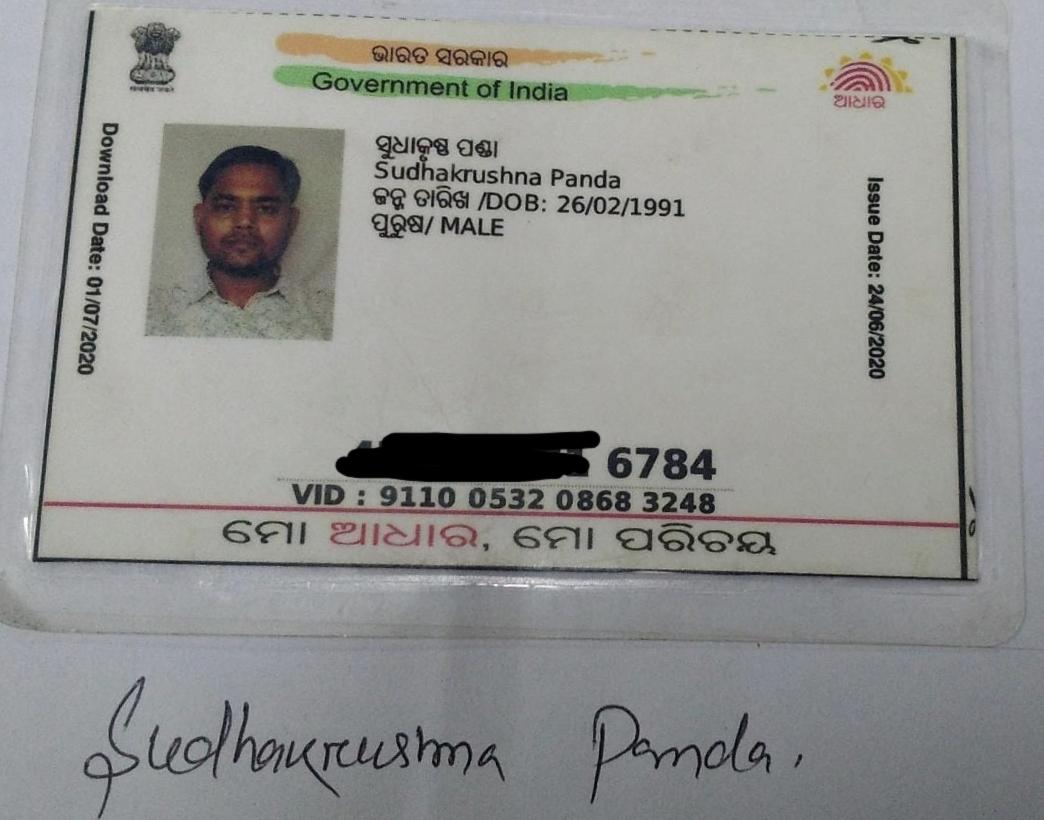 ଭାରତ ସରକାର
Government of India
ଆଧାର
Download Date: 01/07/2020
ସୁଧାକୃଷ୍ଣ ପଣ୍ଡା
Sudhakrushna Panda
ଜନ୍ମ ତାରିଖ /DOB: 26/02/1991
ପୁରୁଷ/ MALE
Issue Date: 24/06/2020
6784
VID : 9110 0532 0868 3248
ମୋ ଆଧାର, ମୋ ପରିଚୟ
Sudhakrushna Panda.